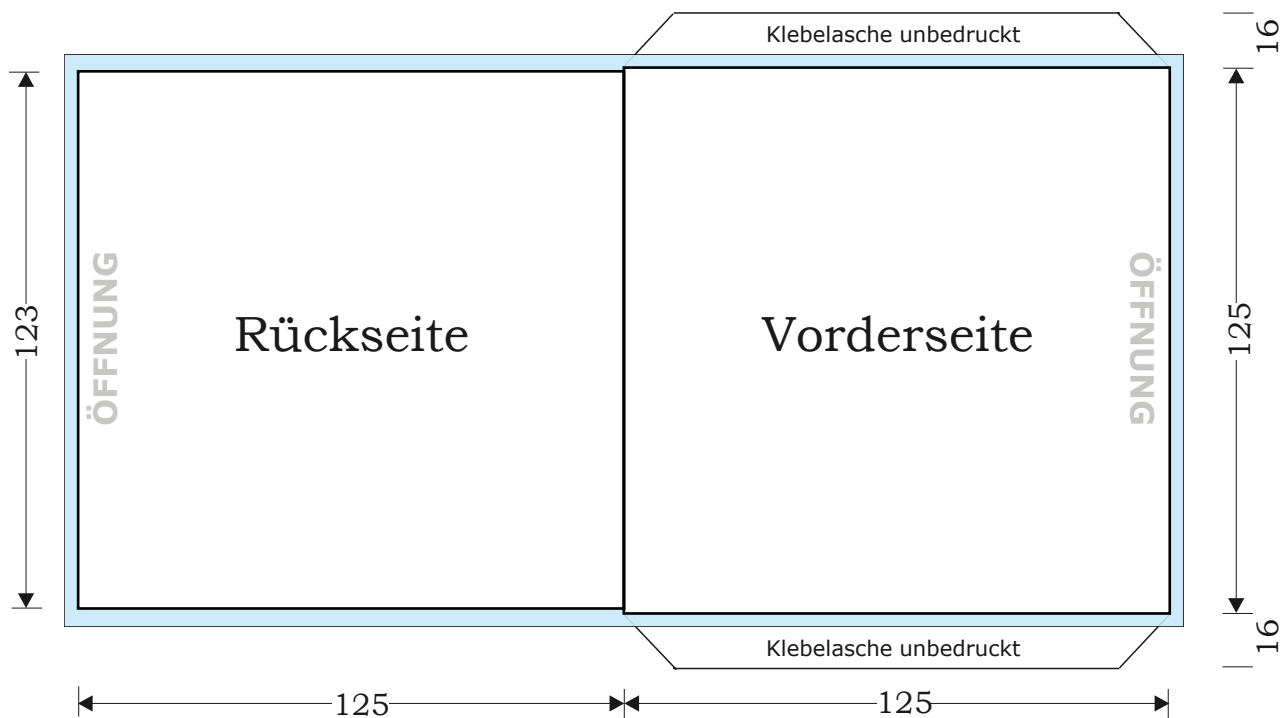 Klebelasche unbedruckt
16
ÖFFNUNG
Rückseite
Vorderseite
ÖFFNUNG
123
125
Klebelasche unbedruckt
16
125
125